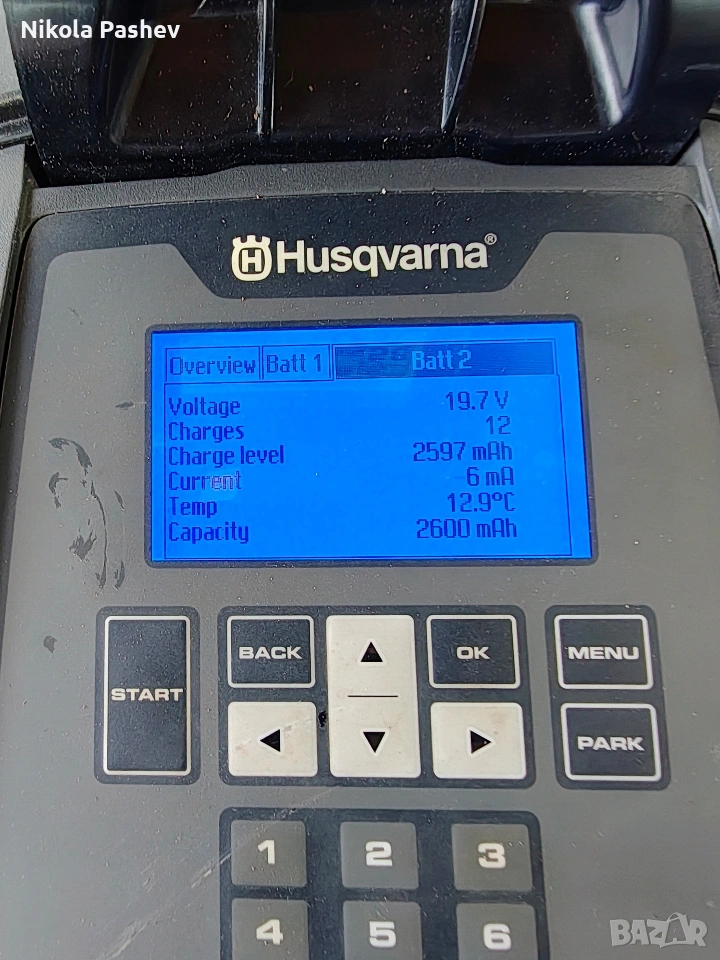 Nikola Pashev
Husqvarna®
Overview Batt 1 Batt 2
Voltage 19.7 V
Charges 12
Charge level 2597 mAh
Current -6 mA
Temp 12.9°C
Capacity 2600 mAh
START BACK OK MENU
PARK
1 2 3
4 5 6
BAZAR